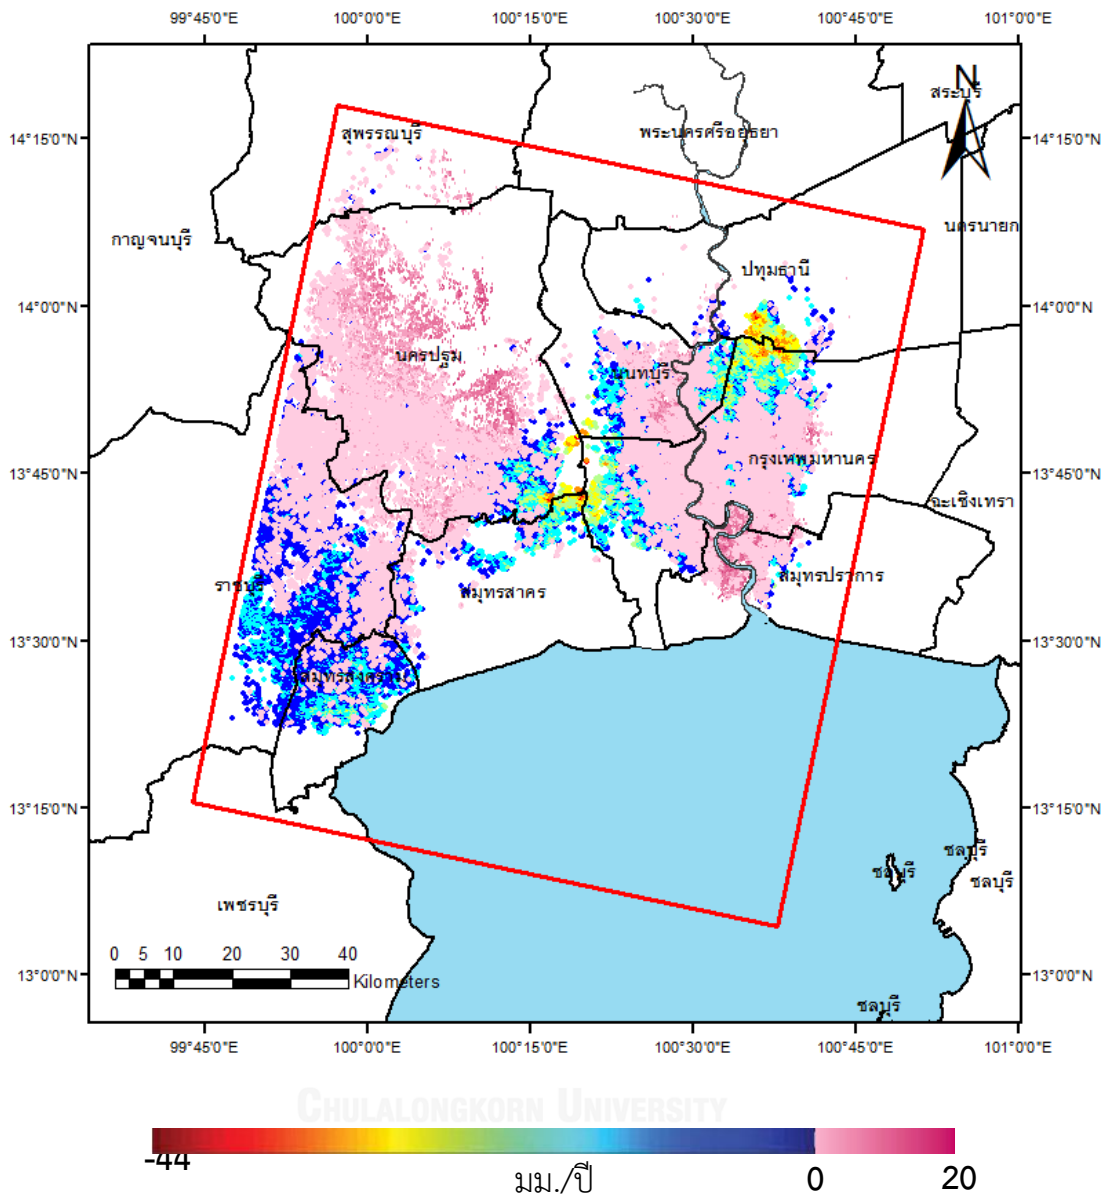 99°45'0"E 100°0'0"E 100°15'0"E 100°30'0"E 100°45'0"E 101°0'0"E
N
สระบุรี
14°15'0"N สุพรรณบุรี พระนครศรีอยุธยา 14°15'0"N
กาญจนบุรี นครนายก
ปทุมธานี
14°0'0"N 14°0'0"N
นครปฐม
นนทบุรี
13°45'0"N กรุงเทพมหานคร 13°45'0"N
ฉะเชิงเทรา
ราชบุรี สมุทรสาคร สมุทรปราการ
13°30'0"N 13°30'0"N
สมุทรสงคราม
13°15'0"N 13°15'0"N
ชลบุรี
ชลบุรี ชลบุรี
เพชรบุรี
0 5 10 20 30 40
Kilometers
13°0'0"N 13°0'0"N
ชลบุรี
99°45'0"E 100°0'0"E 100°15'0"E 100°30'0"E 100°45'0"E 101°0'0"E
CHULALONGKORN UNIVERSITY
-44 มม./ปี 0 20